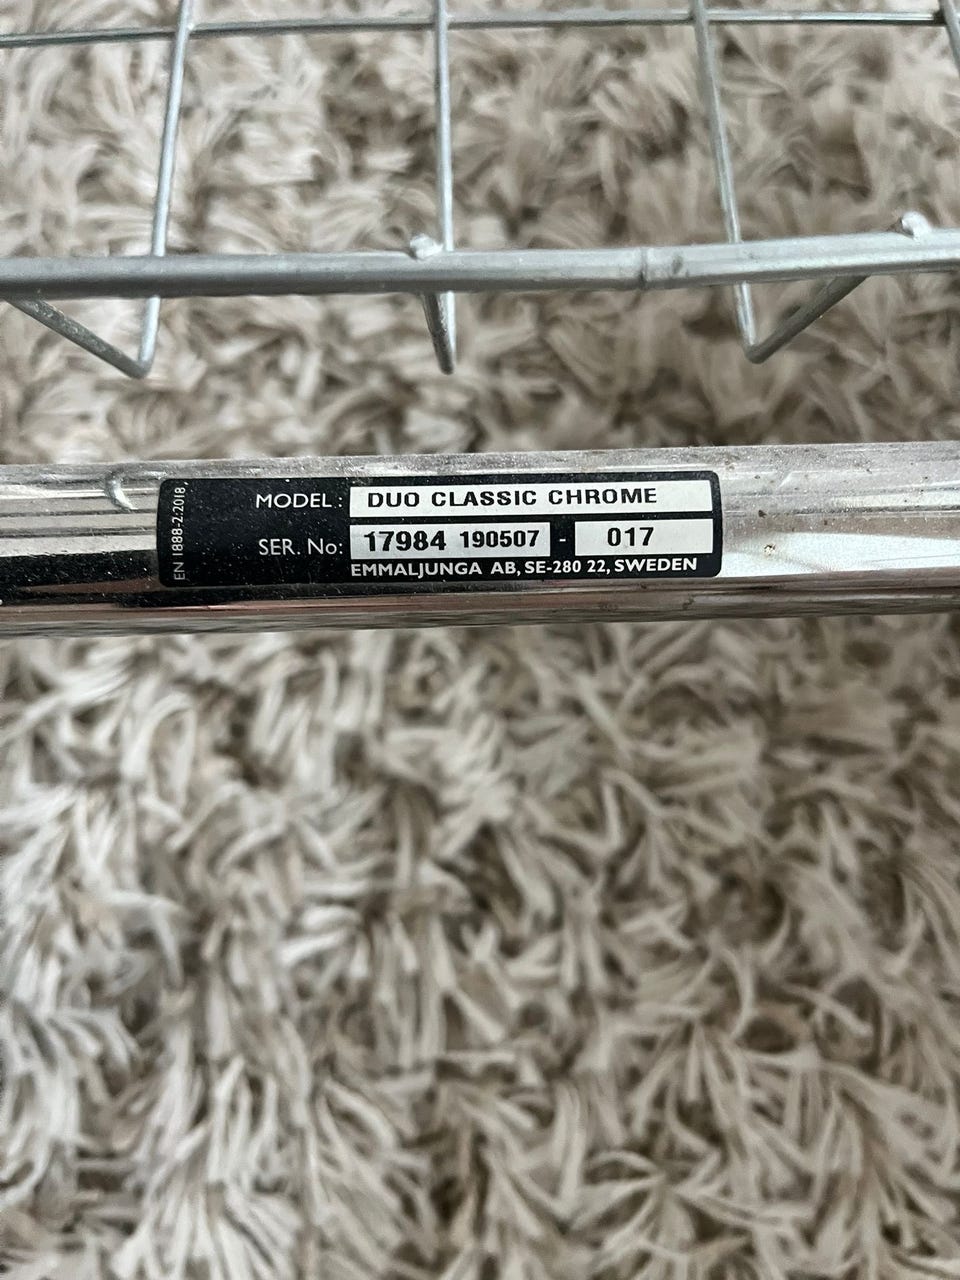 EN 1888-2:2018,
MODEL: DUO CLASSIC CHROME
SER. No: 17984 190507 - 017
EMMALJUNGA AB, SE-280 22, SWEDEN